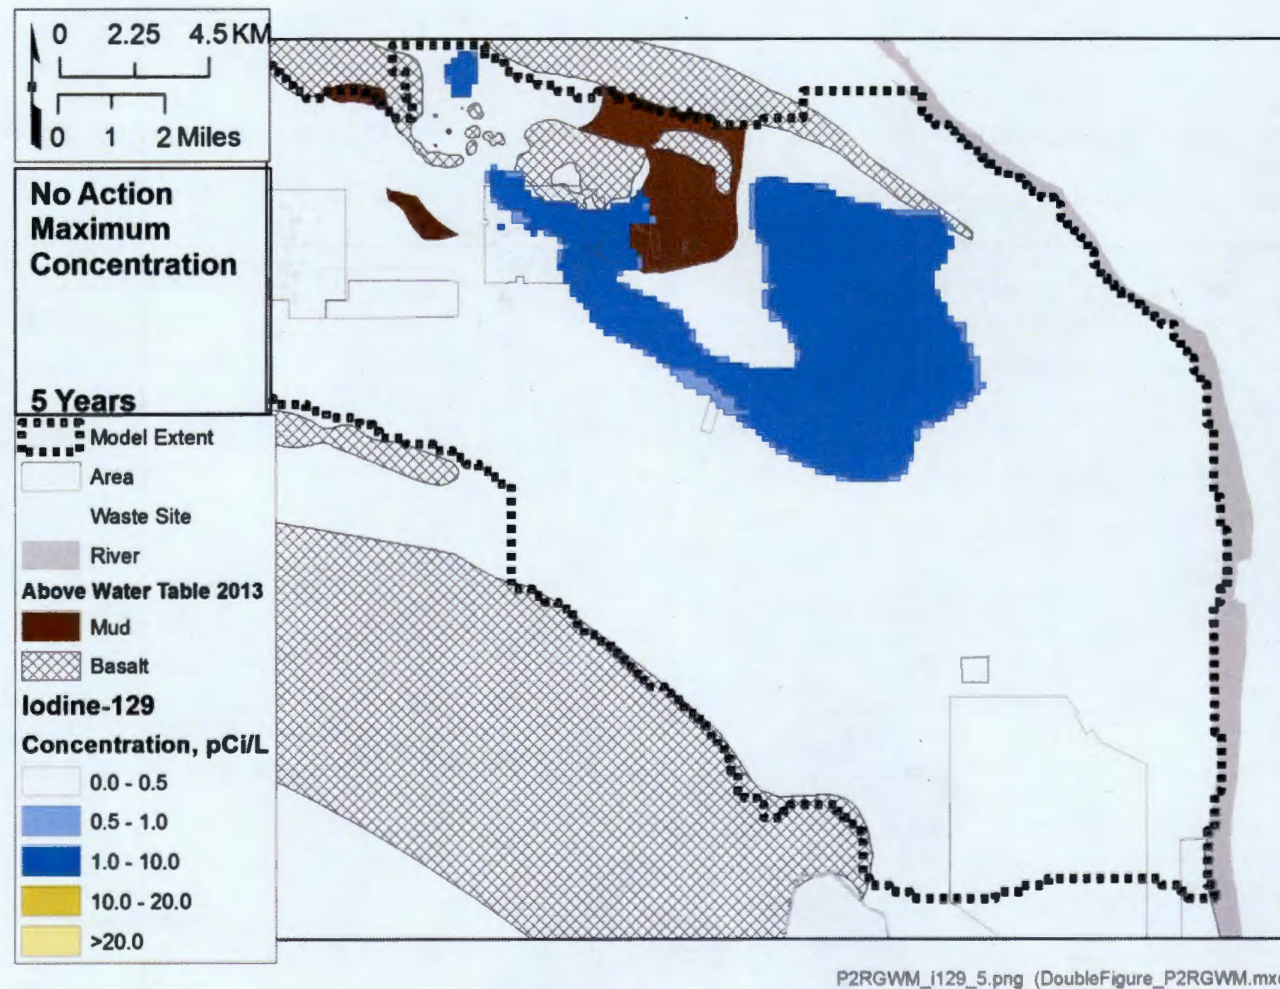 0 2.25 4.5 KM
0 1 2 Miles
No Action
Maximum
Concentration
5 Years
Model Extent
Area
Waste Site
River
Above Water Table 2013
Mud
Basalt
Iodine-129
Concentration, pCi/L
0.0 - 0.5
0.5 - 1.0
1.0 - 10.0
10.0 - 20.0
>20.0
P2RGWM_i129_5.png (DoubleFigure_P2RGWM.mx